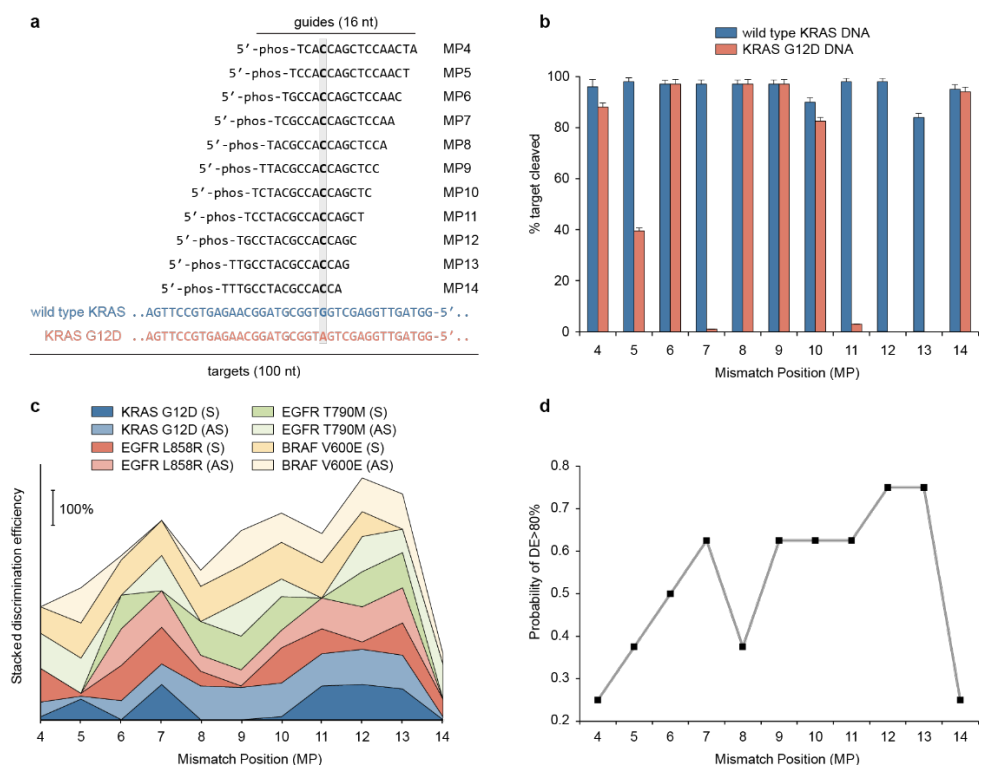 a
guides (16 nt)
5'-phos-TCACCAGCTCCAACTA MP4
5'-phos-TCCACCAGCTCCAACT MP5
5'-phos-TGCCACCAGCTCCAAC MP6
5'-phos-TCGCCACCAGCTCCAA MP7
5'-phos-TACGCCACCAGCTCCA MP8
5'-phos-TTACGCCACCAGCTCC MP9
5'-phos-TCTACGCCACCAGCTC MP10
5'-phos-TCCTACGCCACCAGCT MP11
5'-phos-TGCCTACGCCACCAGC MP12
5'-phos-TTGCCTACGCCACCAG MP13
5'-phos-TTTGCCTACGCCACCA MP14
wild type KRAS ..AGTTCCGTGAGAACGGATGCGGTGGTCGAGGTTGATGG-5'..
KRAS G12D ..AGTTCCGTGAGAACGGATGCGGTAGTCGAGGTTGATGG-5'..
targets (100 nt)
b
wild type KRAS DNA
KRAS G12D DNA
% target cleaved
100
80
60
40
20
0
4 5 6 7 8 9 10 11 12 13 14
Mismatch Position (MP)
c
KRAS G12D (S)
KRAS G12D (AS)
EGFR L858R (S)
EGFR L858R (AS)
EGFR T790M (S)
EGFR T790M (AS)
BRAF V600E (S)
BRAF V600E (AS)
100%
Stacked discrimination efficiency
4 5 6 7 8 9 10 11 12 13 14
Mismatch Position (MP)
d
Probability of DE>80%
0.8
0.7
0.6
0.5
0.4
0.3
0.2
4 5 6 7 8 9 10 11 12 13 14
Mismatch Position (MP)